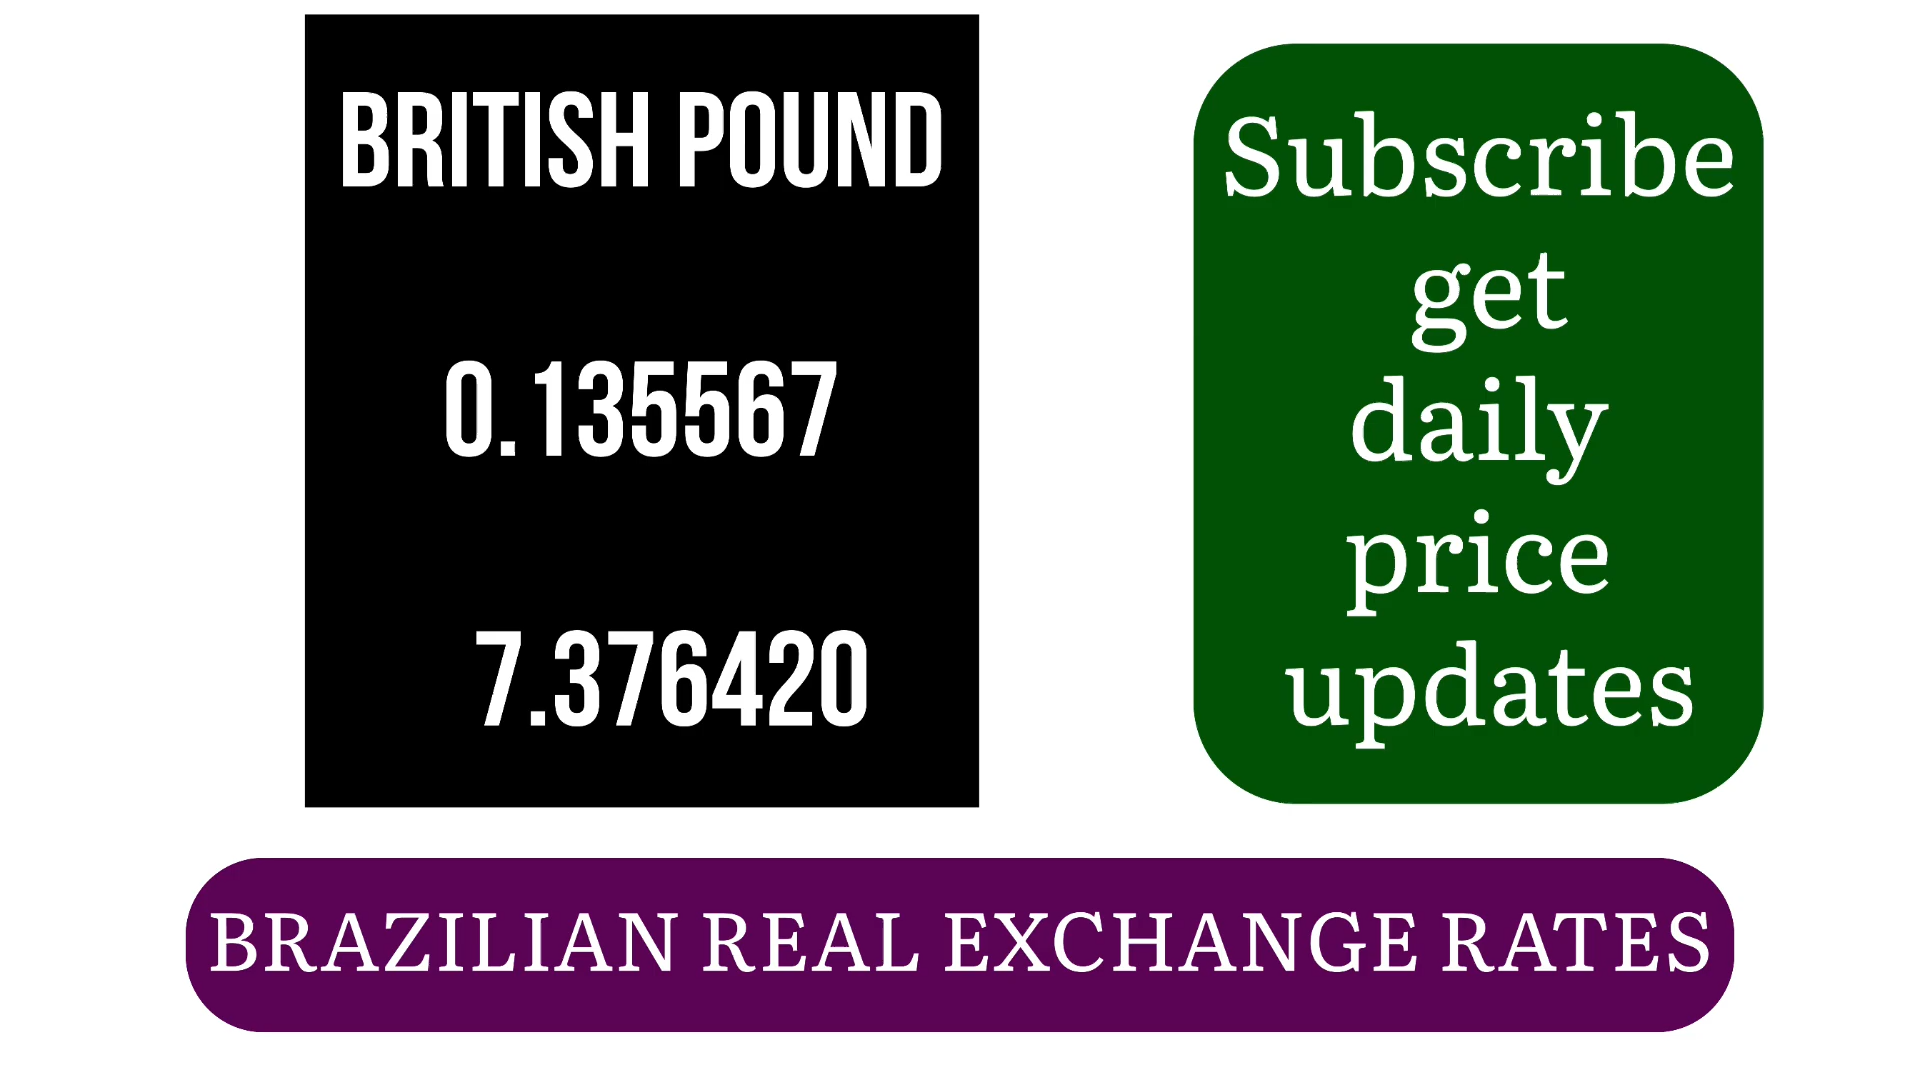 BRITISH POUND
0.135567
7.376420
Subscribe
get
daily
price
updates
BRAZILIAN REAL EXCHANGE RATES